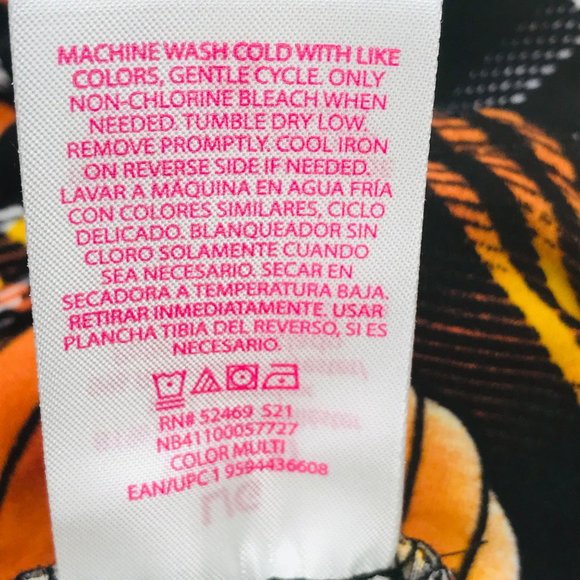 MACHINE WASH COLD WITH LIKE
COLORS, GENTLE CYCLE. ONLY
NON-CHLORINE BLEACH WHEN
NEEDED. TUMBLE DRY LOW.
REMOVE PROMPTLY. COOL IRON
ON REVERSE SIDE IF NEEDED.
LAVAR A MÁQUINA EN AGUA FRÍA
CON COLORES SIMILARES, CICLO
DELICADO. BLANQUEADOR SIN
CLORO SOLAMENTE CUANDO
SEA NECESARIO. SECAR EN
SECADORA A TEMPERATURA BAJA.
RETIRAR INMEDIATAMENTE. USAR
PLANCHA TIBIA DEL REVERSO, SI ES
NECESARIO.
RN# 52469 S21
NB41100057727
COLOR MULTI
EAN/UPC 1 9594436608